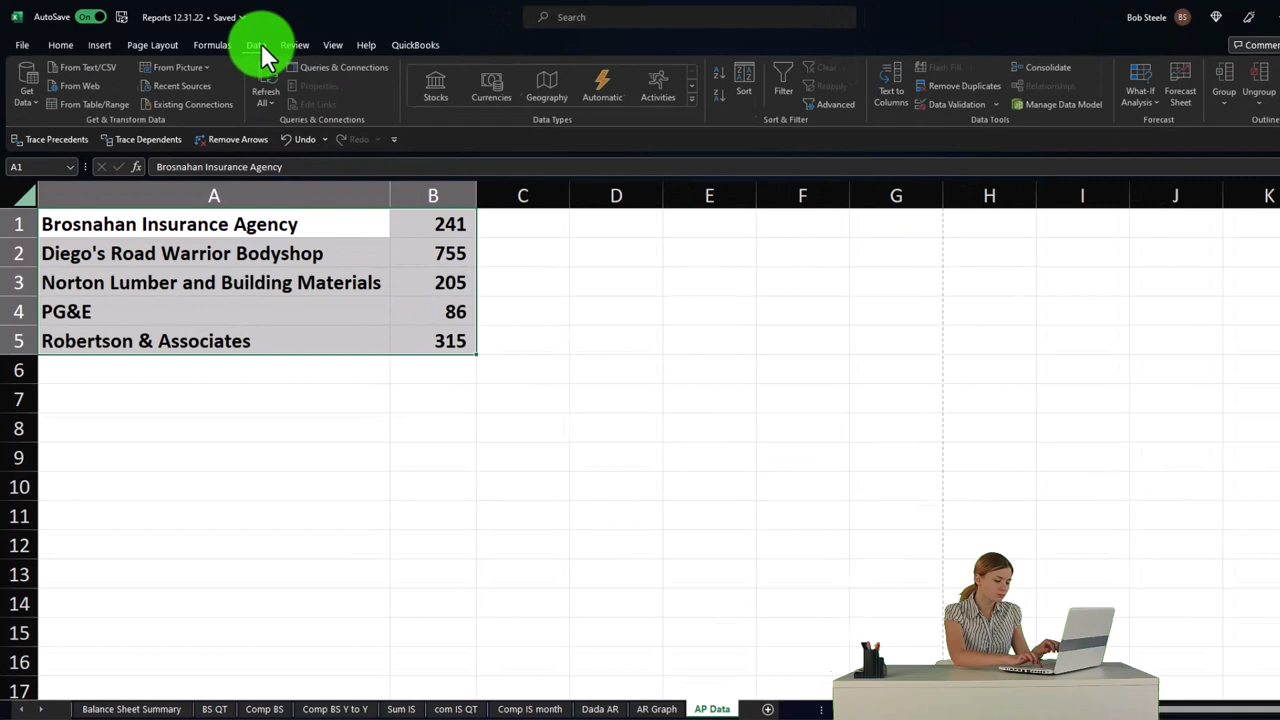 AutoSave On Reports 12.31.22 • Saved Search Bob Steele BS
File Home Insert Page Layout Formulas Data Review View Help QuickBooks Commen
Get Data From Text/CSV From Web From Table/Range From Picture Recent Sources Existing Connections
Refresh All Queries & Connections Properties Edit Links
Stocks Currencies Geography Automatic Activities
Sort Filter Clear Reapply Advanced
Text to Columns Flash Fill Remove Duplicates Data Validation Consolidate Relationships Manage Data Model
What-If Analysis Forecast Sheet Group Ungroup
Get & Transform Data Queries & Connections Data Types Sort & Filter Data Tools Forecast Outline
Trace Precedents Trace Dependents Remove Arrows Undo Redo
A1 fx Brosnahan Insurance Agency
A B C D E F G H I J K
1 Brosnahan Insurance Agency 241
2 Diego's Road Warrior Bodyshop 755
3 Norton Lumber and Building Materials 205
4 PG&E 86
5 Robertson & Associates 315
6
7
8
9
10
11
12
13
14
15
16
17
Balance Sheet Summary BS QT Comp BS Comp BS Y to Y Sum IS com IS QT Comp IS month Dada AR AR Graph AP Data